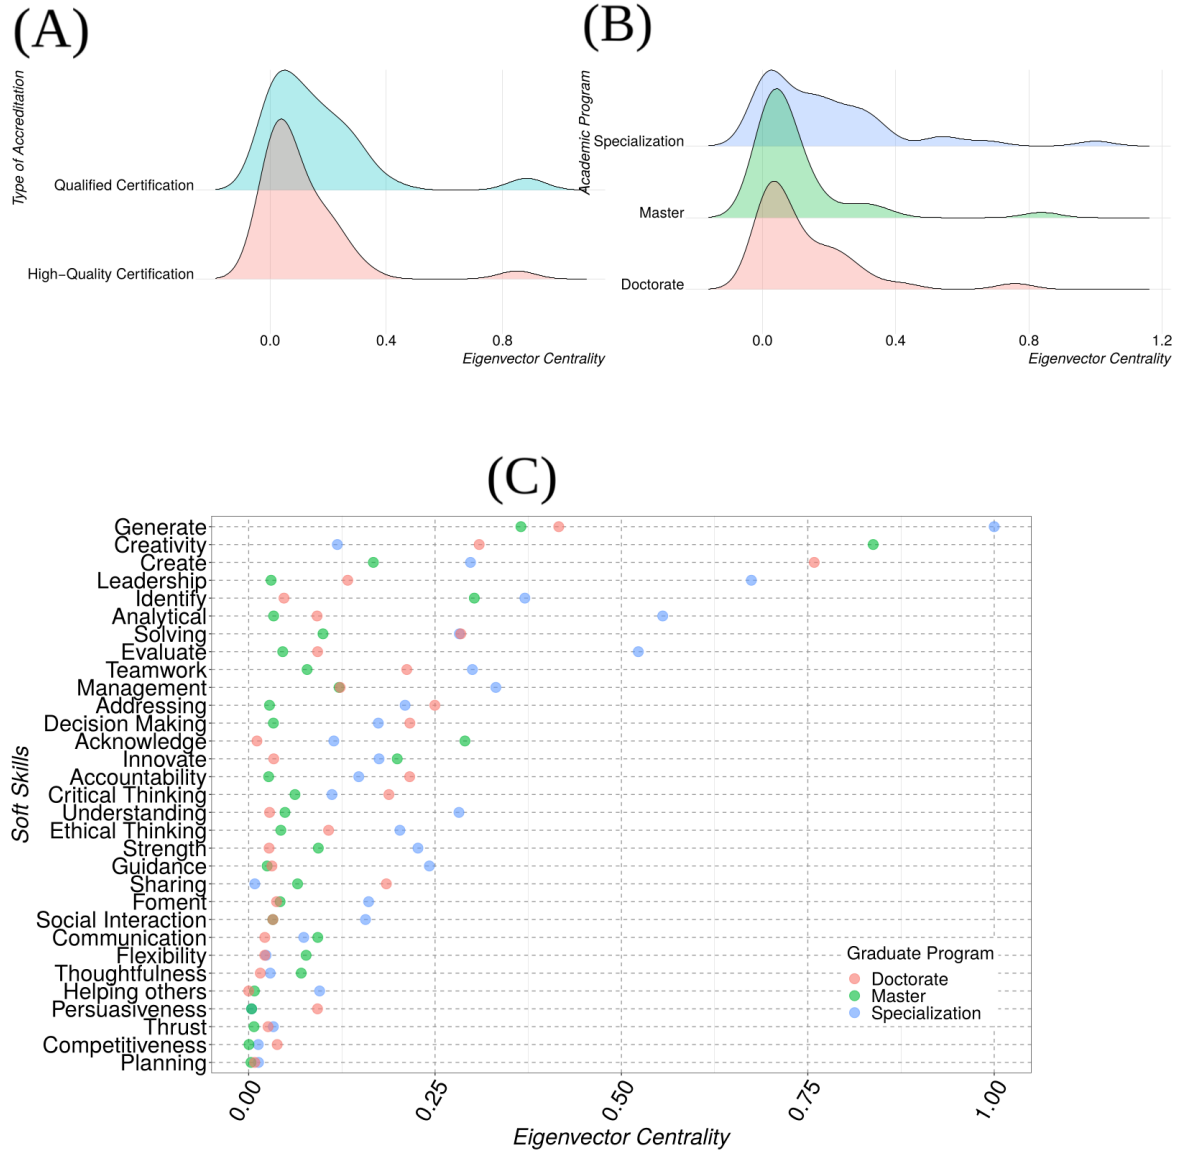 (A)
Type of Accreditation
Qualified Certification
High−Quality Certification
0.0 0.4 0.8
Eigenvector Centrality
(B)
Academic Program
Specialization
Master
Doctorate
0.0 0.4 0.8 1.2
Eigenvector Centrality
(C)
Soft Skills
Generate
Creativity
Create
Leadership
Identify
Analytical
Solving
Evaluate
Teamwork
Management
Addressing
Decision Making
Acknowledge
Innovate
Accountability
Critical Thinking
Understanding
Ethical Thinking
Strength
Guidance
Sharing
Foment
Social Interaction
Communication
Flexibility
Thoughtfulness
Helping others
Persuasiveness
Thrust
Competitiveness
Planning
Graduate Program
Doctorate
Master
Specialization
0.00 0.25 0.50 0.75 1.00
Eigenvector Centrality